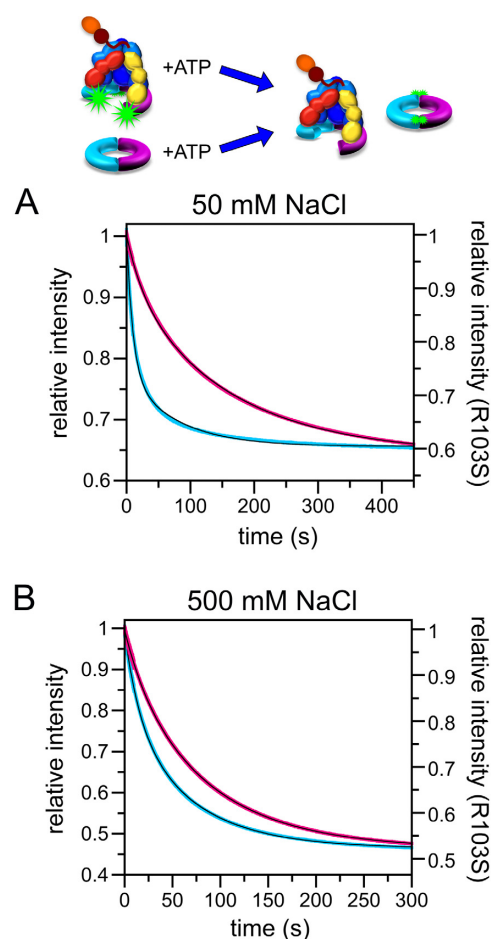 +ATP
+ATP
A
50 mM NaCl
relative intensity
1
0.9
0.8
0.7
0.6
relative intensity (R103S)
1
0.9
0.8
0.7
0.6
0
100
200
300
400
time (s)
B
500 mM NaCl
relative intensity
1
0.9
0.8
0.7
0.6
0.5
0.4
relative intensity (R103S)
1
0.9
0.8
0.7
0.6
0.5
0
50
100
150
200
250
300
time (s)